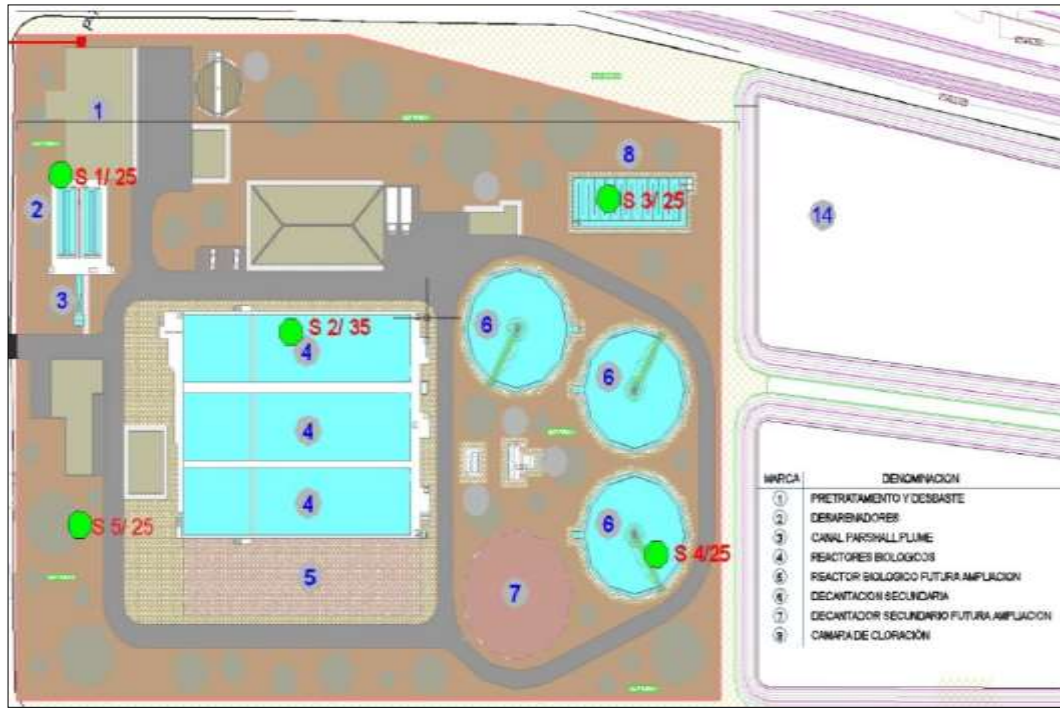 1
S 1/ 25
2
3
8
S 3/ 25
14
6
6
6
S 2/ 35
4
4
4
S 5/ 25
5
7
S 4/25
MARCA DENOMINACION
1 PRETRATAMIENTO Y DESBASTE
2 DESARENADORES
3 CANAL PARSHALL FLUME
4 REACTORES BIOLOGICOS
5 REACTOR BIOLOGICO FUTURA AMPLIACION
6 DECANTACION SECUNDARIA
7 DECANTADOR SECUNDARIO FUTURA AMPLIACION
8 CAMARA DE CLORACIÓN